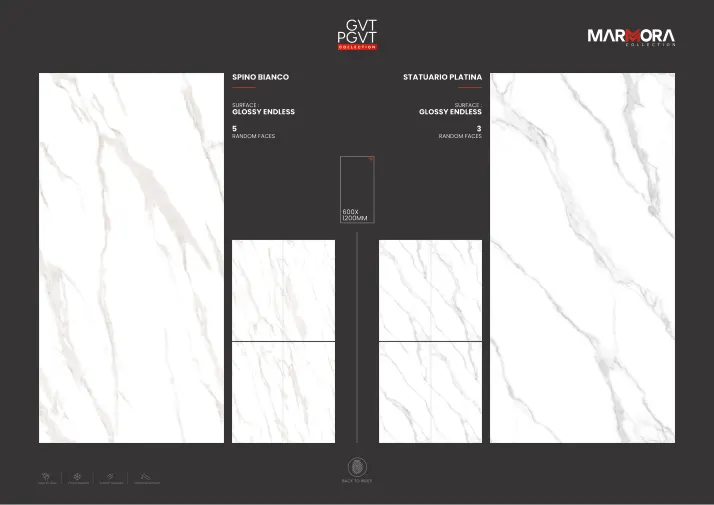 GVT
PGVT
COLLECTION
MARMORA
COLLECTION
SPINO BIANCO
SURFACE :
GLOSSY ENDLESS
5
RANDOM FACES
STATUARIO PLATINA
SURFACE :
GLOSSY ENDLESS
3
RANDOM FACES
600X
1200MM
BACK TO INDEX